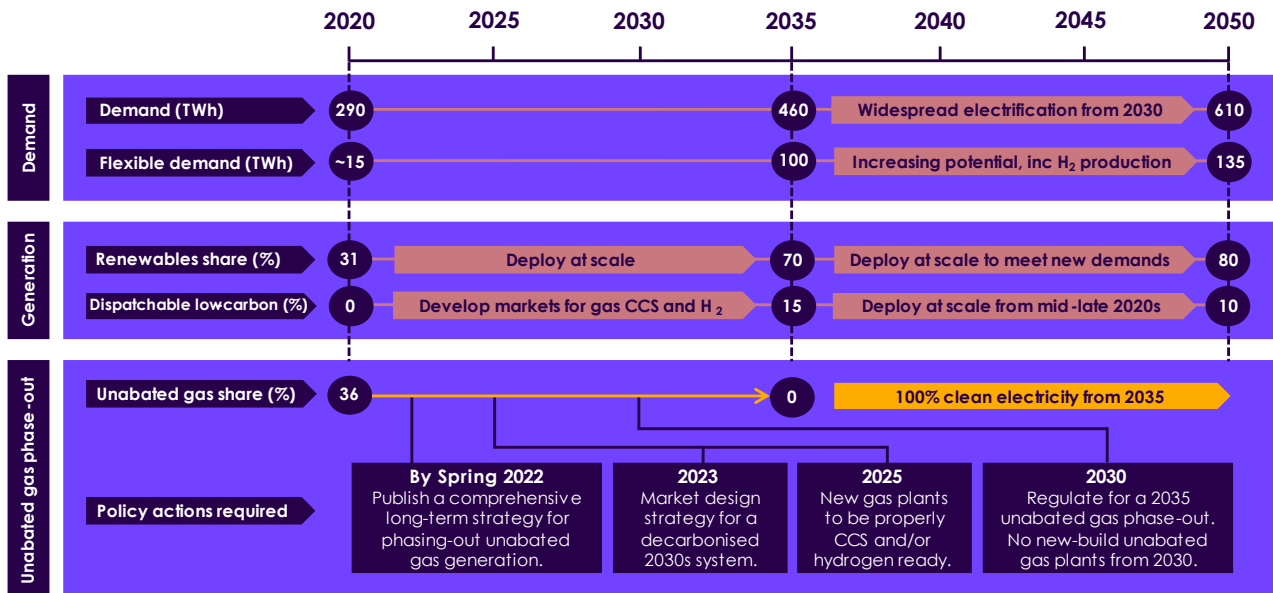 2020 2025 2030 2035 2040 2045 2050
Demand
Demand (TWh) 290 460 Widespread electrification from 2030 610
Flexible demand (TWh) ~15 100 Increasing potential, inc H₂ production 135
Generation
Renewables share (%) 31 Deploy at scale 70 Deploy at scale to meet new demands 80
Dispatchable low-carbon (%) 0 Develop markets for gas CCS and H₂ 15 Deploy at scale from mid-late 2020s 10
Unabated gas phase-out
Unabated gas share (%) 36 0 100% clean electricity from 2035
Policy actions required
By Spring 2022
Publish a comprehensive
long-term strategy for
phasing-out unabated
gas generation.
2023
Market design
strategy for a
decarbonised
2030s system.
2025
New gas plants
to be properly
CCS and/or
hydrogen ready.
2030
Regulate for a 2035
unabated gas phase-out.
No new-build unabated
gas plants from 2030.